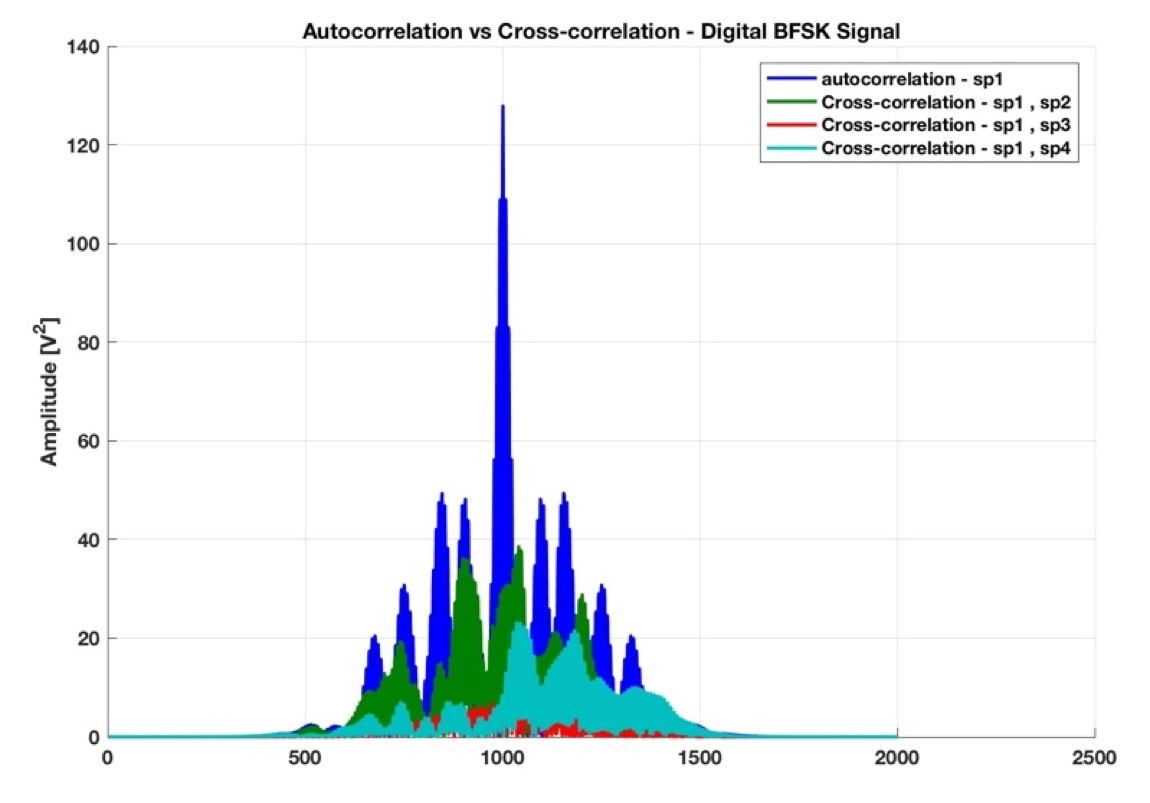 Autocorrelation vs Cross-correlation - Digital BFSK Signal
140
autocorrelation - sp1
Cross-correlation - sp1 , sp2
Cross-correlation - sp1 , sp3
Cross-correlation - sp1 , sp4
120
100
80
60
40
20
0
Amplitude [V²]
0 500 1000 1500 2000 2500